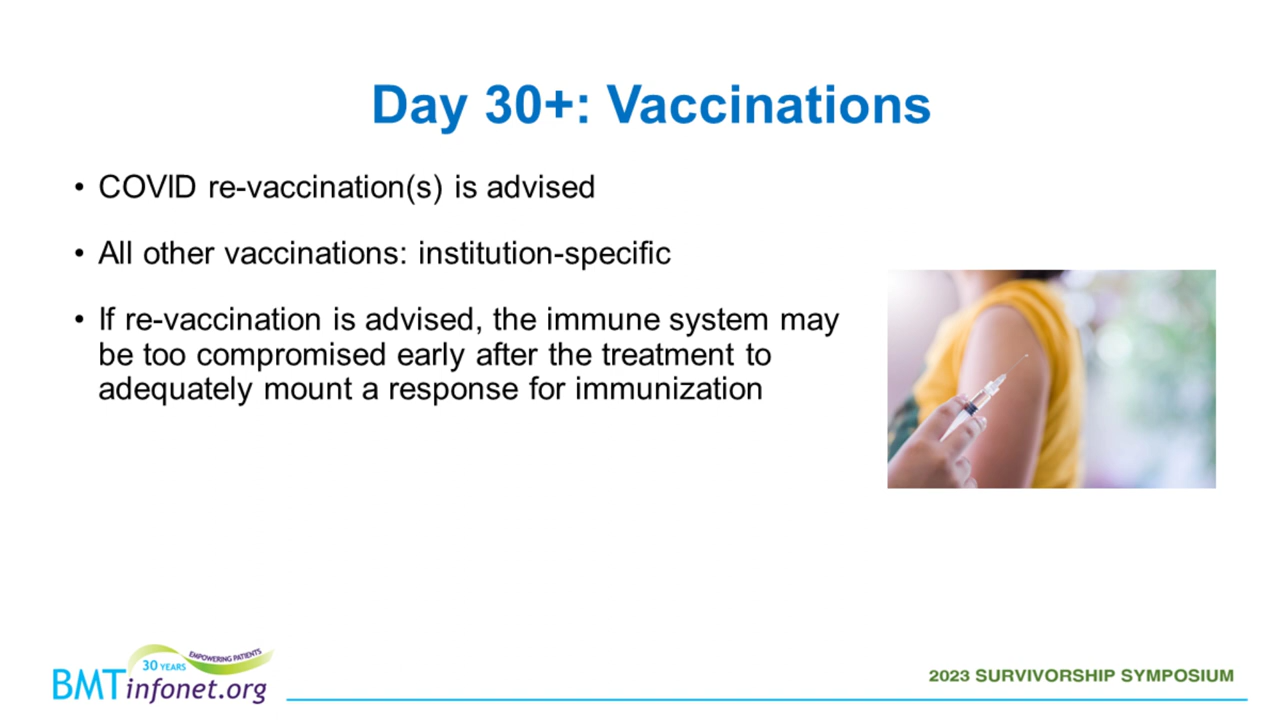 Day 30+: Vaccinations
• COVID re-vaccination(s) is advised
• All other vaccinations: institution-specific
• If re-vaccination is advised, the immune system may
be too compromised early after the treatment to
adequately mount a response for immunization
30 YEARS EMPOWERING PATIENTS
BMTinfonet.org
2023 SURVIVORSHIP SYMPOSIUM